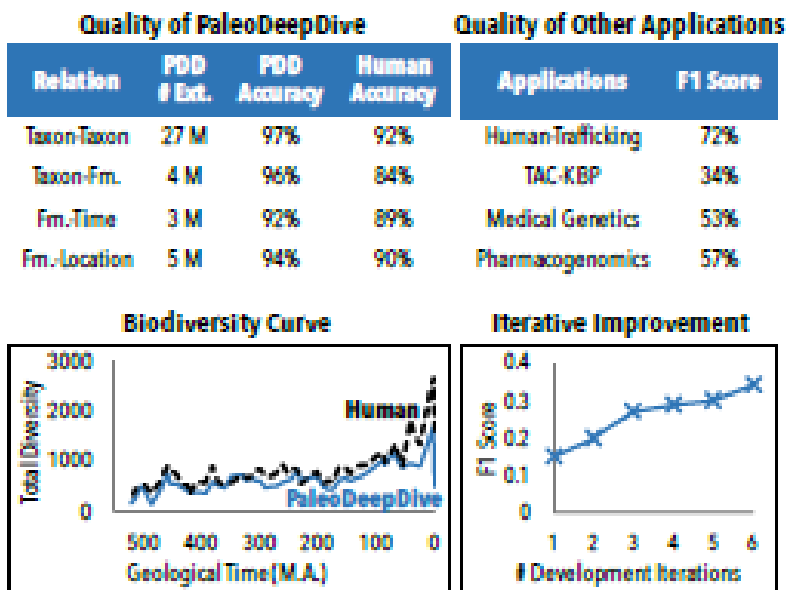 Quality of PaleoDeepDive
Relation PDD # Ext. PDD Accuracy Human Accuracy
Taxon-Taxon 27 M 97% 92%
Taxon-Fm. 4 M 96% 84%
Fm.-Time 3 M 92% 89%
Fm.-Location 5 M 94% 90%
Quality of Other Applications
Applications F1 Score
Human-Trafficking 72%
TAC-KBP 34%
Medical Genetics 53%
Pharmacogenomics 57%
Biodiversity Curve
Total Diversity
3000
2000
1000
0
Human
PaleoDeepDive
500 400 300 200 100 0
Geological Time (M.A.)
Iterative Improvement
F1 Score
0.4
0.3
0.2
0.1
0
1 2 3 4 5 6
# Development Iterations